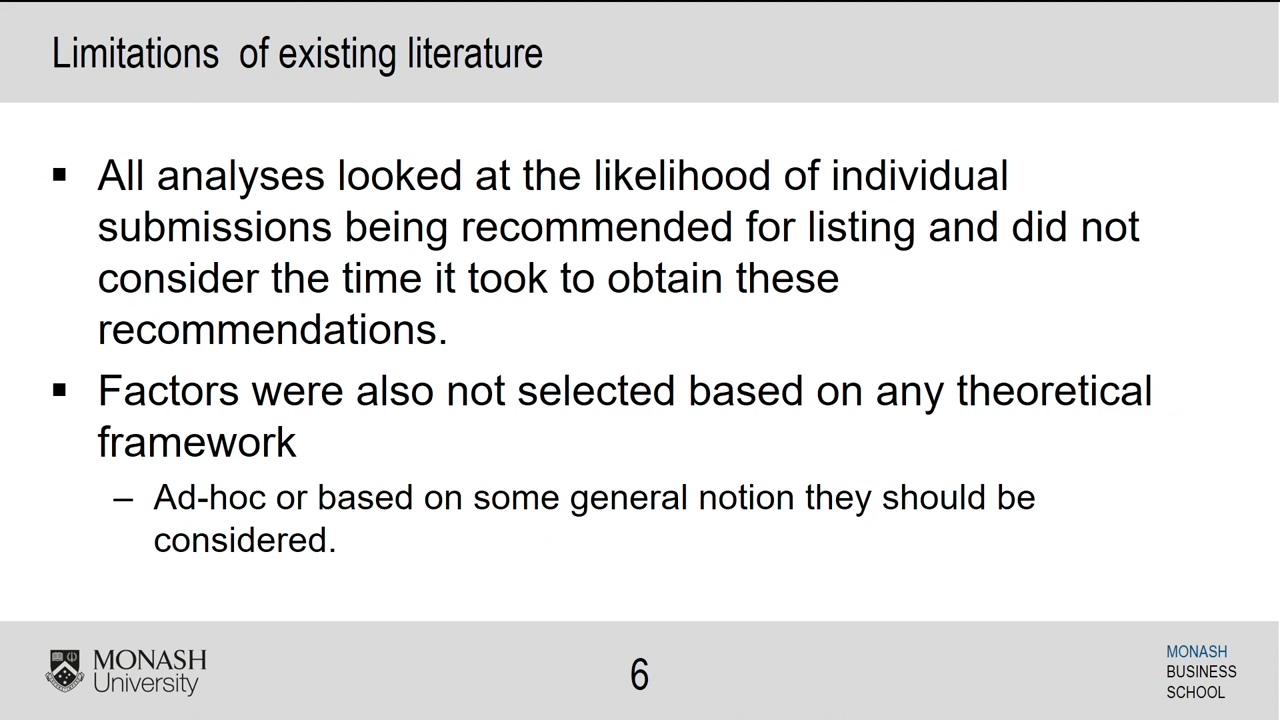 Limitations  of existing literature
▪ All analyses looked at the likelihood of individual
submissions being recommended for listing and did not
consider the time it took to obtain these
recommendations.
▪ Factors were also not selected based on any theoretical
framework
– Ad-hoc or based on some general notion they should be
considered.
MONASH
University
6
MONASH
BUSINESS
SCHOOL